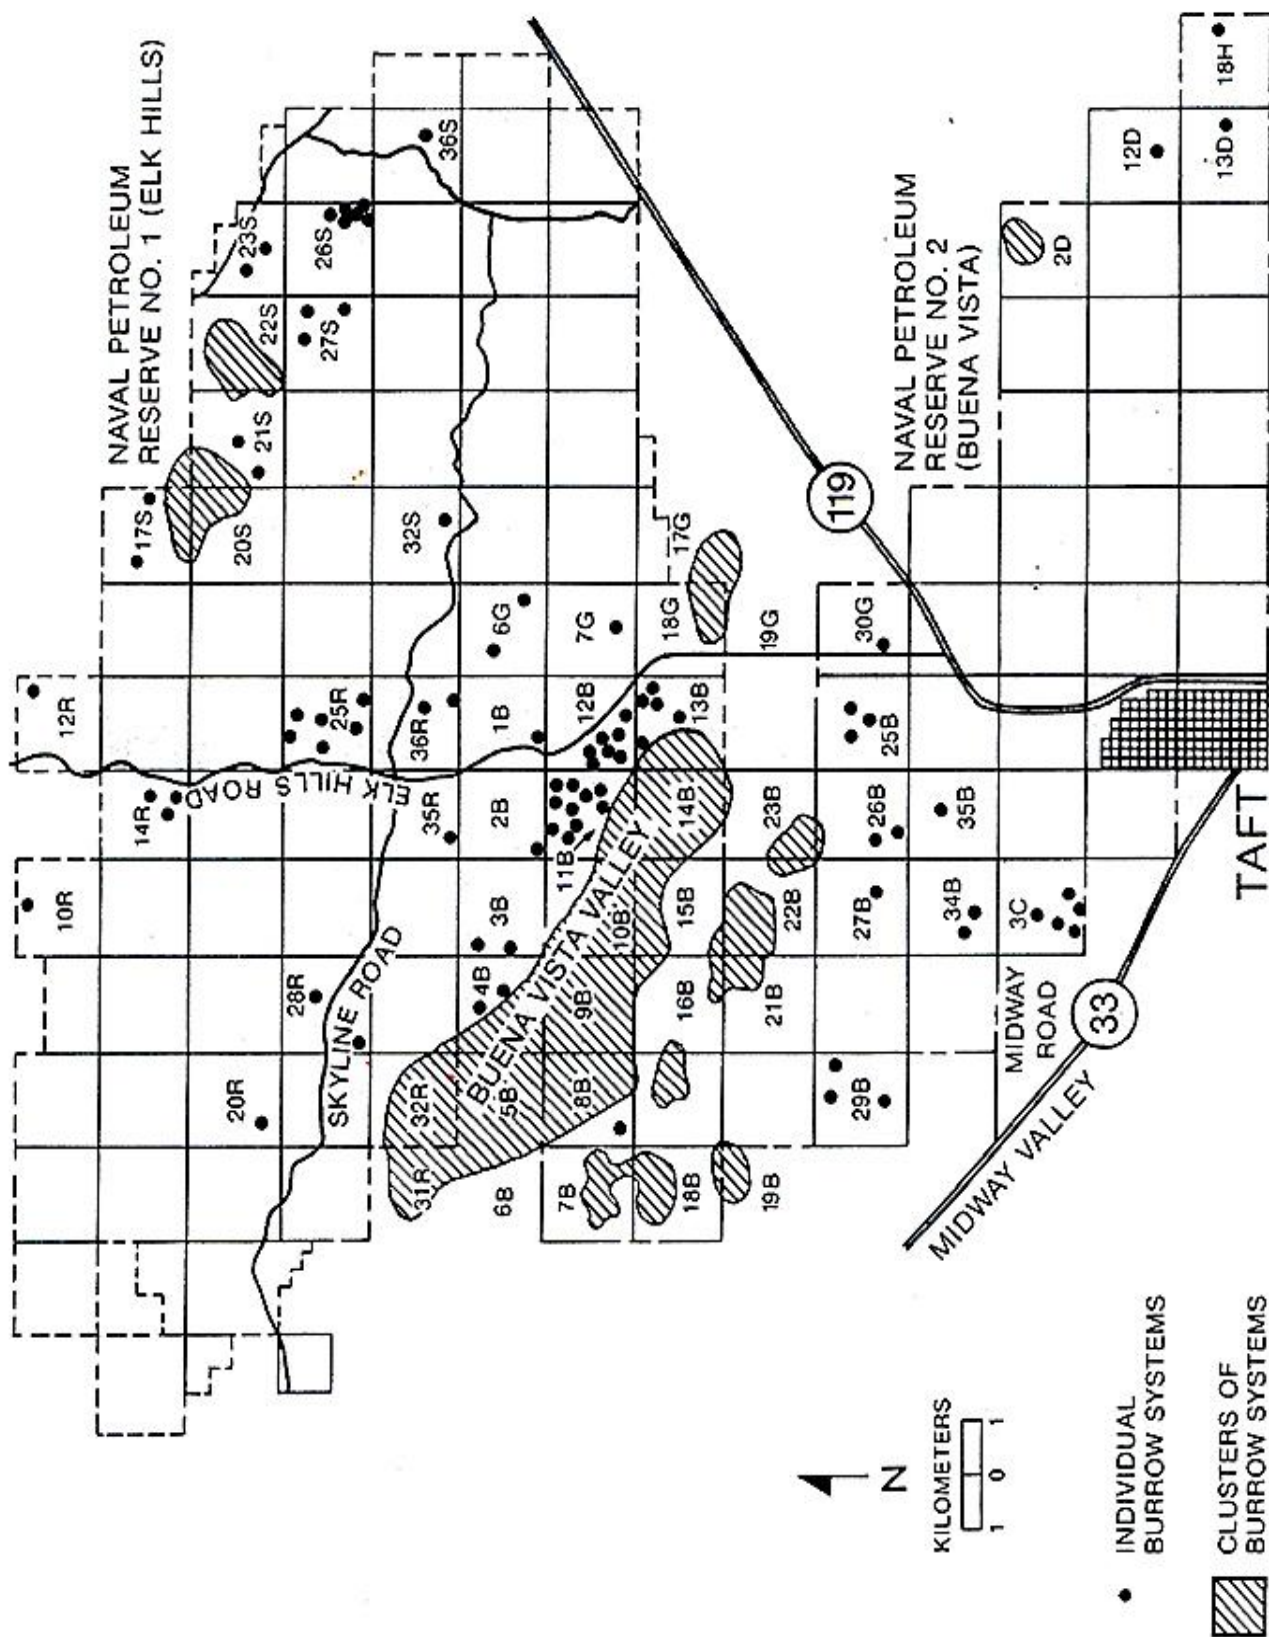 NAVAL PETROLEUM
RESERVE NO. 1 (ELK HILLS)
NAVAL PETROLEUM
RESERVE NO. 2
(BUENA VISTA)
10R
12R
14R
17S
20R
28R
25R
20S
21S
22S
23S
26S
27S
36S
ELK HILLS ROAD
SKYLINE ROAD
31R
32R
35R
36R
32S
6B
5B
4B
3B
2B
1B
6G
BUENA VISTA VALLEY
7B
8B
9B
10B
11B
12B
7G
18B
16B
15B
14B
13B
18G
17G
19B
21B
22B
23B
19G
29B
27B
26B
25B
30G
34B
35B
3C
2D
12D
13D
18H
119
33
MIDWAY
ROAD
MIDWAY VALLEY
TAFT
N
KILOMETERS
1 0 1
INDIVIDUAL
BURROW SYSTEMS
CLUSTERS OF
BURROW SYSTEMS